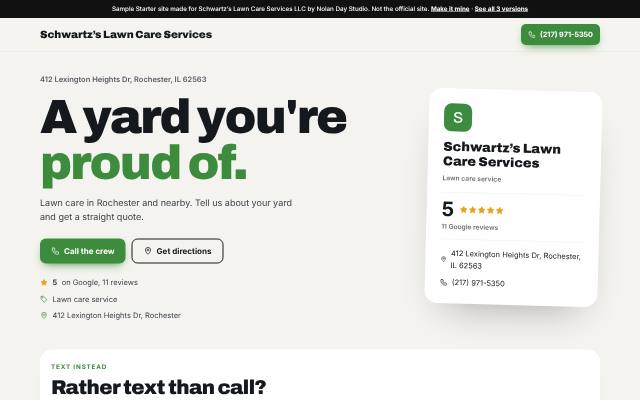 Sample Starter site made for Schwartz's Lawn Care Services LLC by Nolan Day Studio. Not the official site. Make it mine · See all 3 versions
Schwartz's Lawn Care Services
(217) 971-5350
412 Lexington Heights Dr, Rochester, IL 62563
A yard you're
proud of.
Lawn care in Rochester and nearby. Tell us about your yard
and get a straight quote.
Call the crew
Get directions
5 on Google, 11 reviews
Lawn care service
412 Lexington Heights Dr, Rochester
S
Schwartz's Lawn
Care Services
Lawn care service
5
11 Google reviews
412 Lexington Heights Dr, Rochester,
IL 62563
(217) 971-5350
TEXT INSTEAD
Rather text than call?